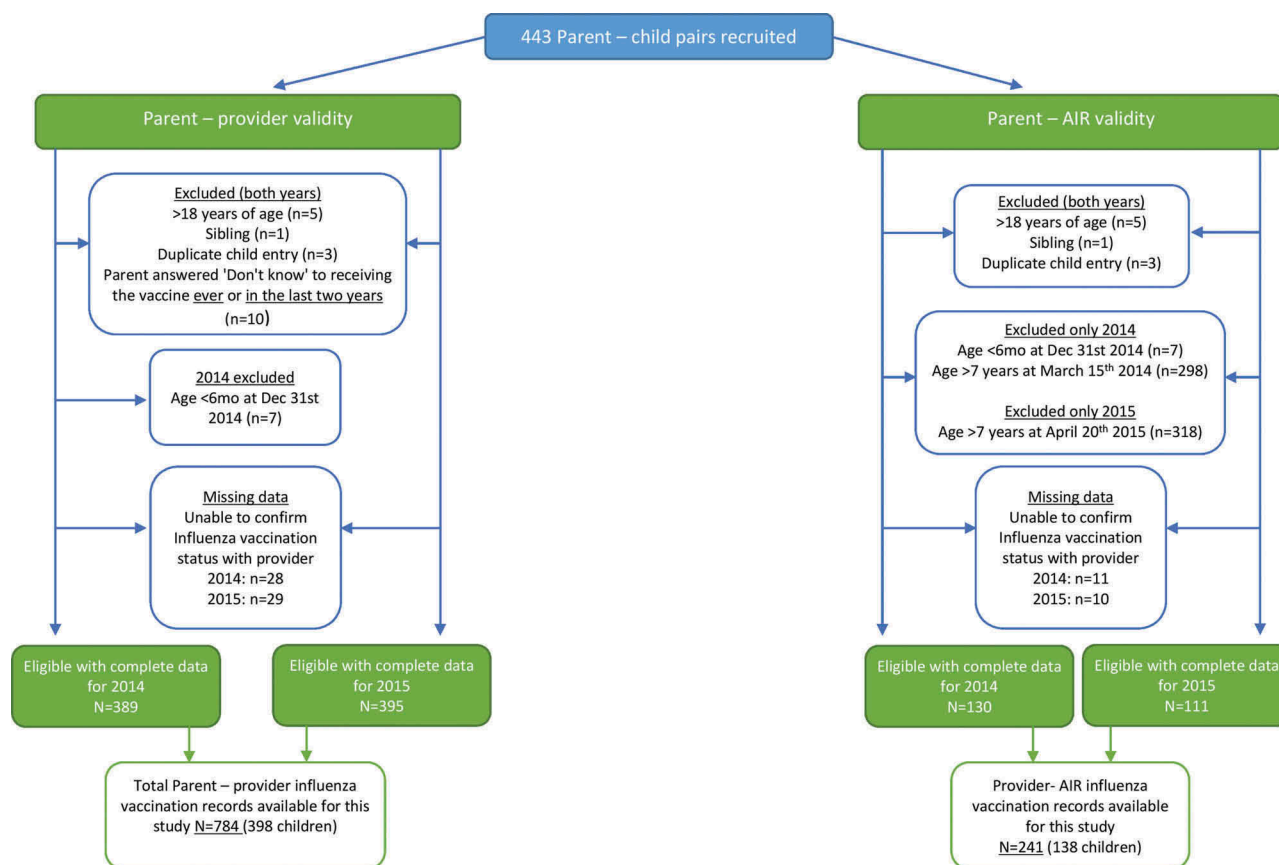 443 Parent – child pairs recruited
Parent – provider validity
Excluded (both years)
>18 years of age (n=5)
Sibling (n=1)
Duplicate child entry (n=3)
Parent answered 'Don't know' to receiving
the vaccine ever or in the last two years
(n=10)
2014 excluded
Age <6mo at Dec 31st
2014 (n=7)
Missing data
Unable to confirm
Influenza vaccination
status with provider
2014: n=28
2015: n=29
Eligible with complete data
for 2014
N=389
Eligible with complete data
for 2015
N=395
Total Parent – provider influenza
vaccination records available for this
study N=784 (398 children)
Parent – AIR validity
Excluded (both years)
>18 years of age (n=5)
Sibling (n=1)
Duplicate child entry (n=3)
Excluded only 2014
Age <6mo at Dec 31st 2014 (n=7)
Age >7 years at March 15th 2014 (n=298)
Excluded only 2015
Age >7 years at April 20th 2015 (n=318)
Missing data
Unable to confirm
Influenza vaccination
status with provider
2014: n=11
2015: n=10
Eligible with complete data
for 2014
N=130
Eligible with complete data
for 2015
N=111
Provider- AIR influenza
vaccination records available
for this study
N=241 (138 children)